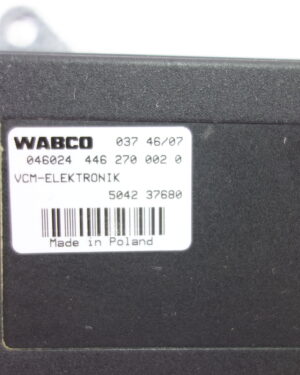 WABCO 037 46/07
046024 446 270 002 0
VCM-ELEKTRONIK
5042 37680
Made in Poland